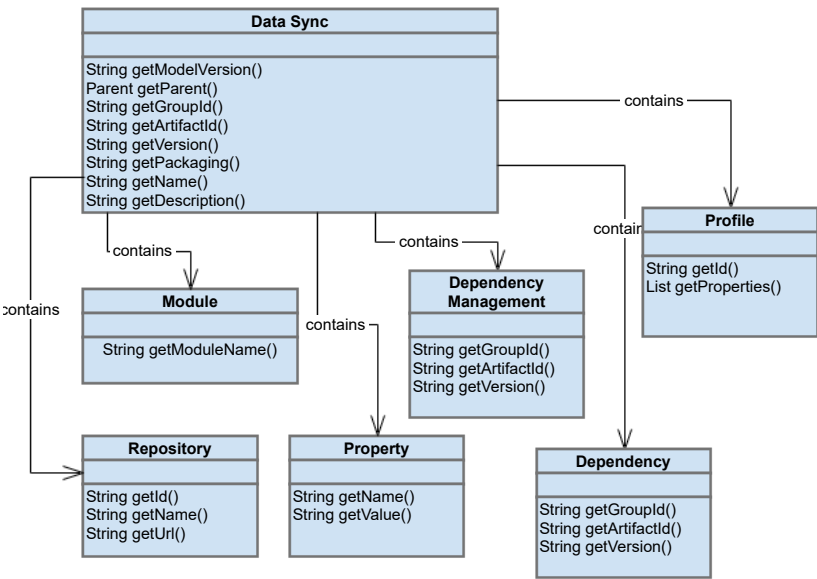 Data Sync
String getModelVersion()
Parent getParent()
String getGroupId()
String getArtifactId()
String getVersion()
String getPackaging()
String getName()
String getDescription()
contains
contains
contains
contains
contains
Profile
String getId()
List getProperties()
Module
String getModuleName()
Dependency
Management
String getGroupId()
String getArtifactId()
String getVersion()
Repository
String getId()
String getName()
String getUrl()
Property
String getName()
String getValue()
Dependency
String getGroupId()
String getArtifactId()
String getVersion()